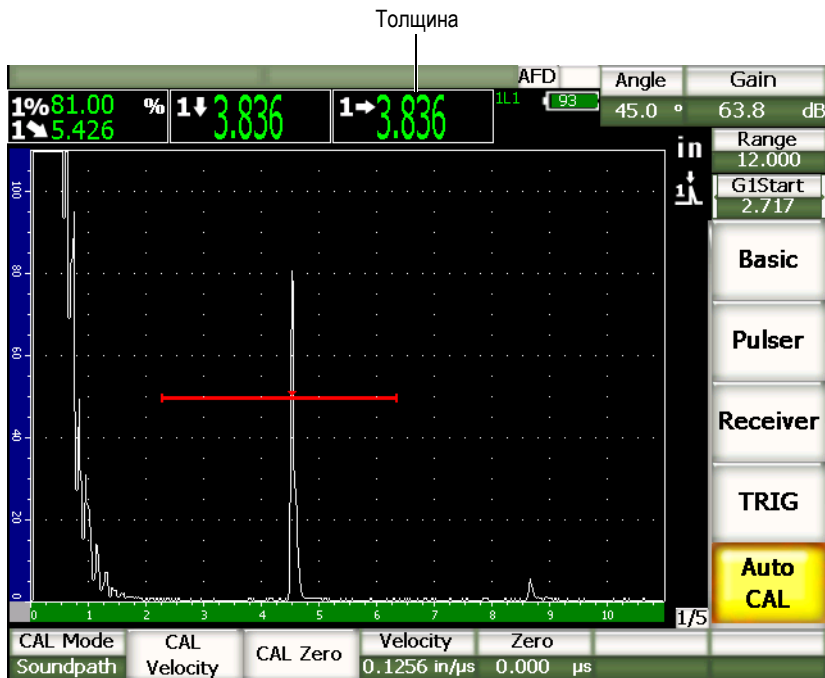 Толщина
AFD
Angle
Gain
1%81.00 %
1 5.426
1 3.836
1 3.836
1L1
93
45.0 °
63.8 dB
in
Range
12.000
1
G1Start
2.717
Basic
Pulser
Receiver
TRIG
Auto
CAL
100
80
60
40
20
0
0 1 2 3 4 5 6 7 8 9 10
1/5
CAL Mode
Soundpath
CAL
Velocity
CAL Zero
Velocity
0.1256 in/µs
Zero
0.000 µs